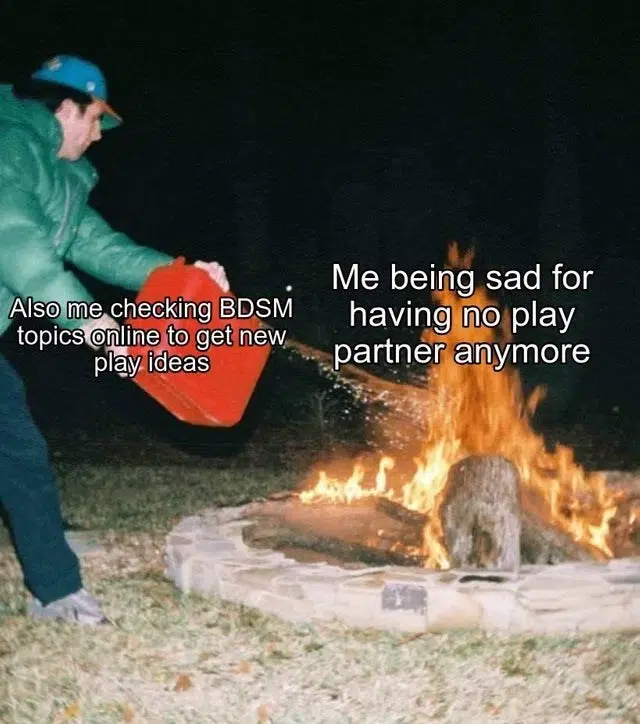 Also me checking BDSM
topics online to get new
play ideas
Me being sad for
having no play
partner anymore